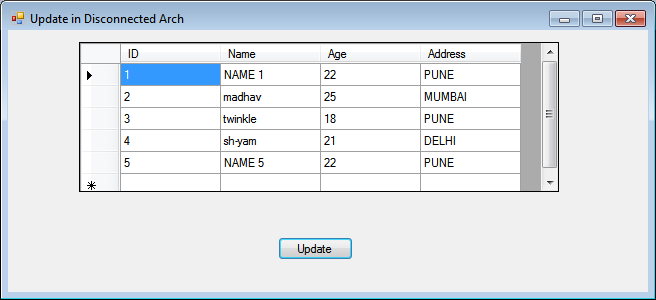 Update in Disconnected Arch
ID Name Age Address
1 NAME 1 22 PUNE
2 madhav 25 MUMBAI
3 twinkle 18 PUNE
4 sh-yam 21 DELHI
5 NAME 5 22 PUNE
Update